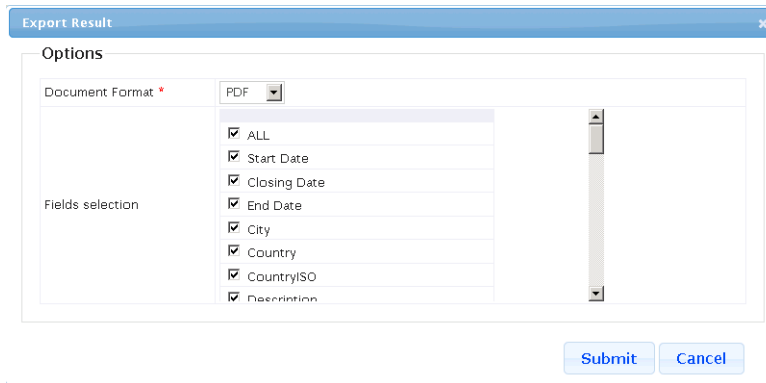 Export Result
Options
Document Format *
PDF
Fields selection
ALL
Start Date
Closing Date
End Date
City
Country
CountryISO
Description
Submit
Cancel